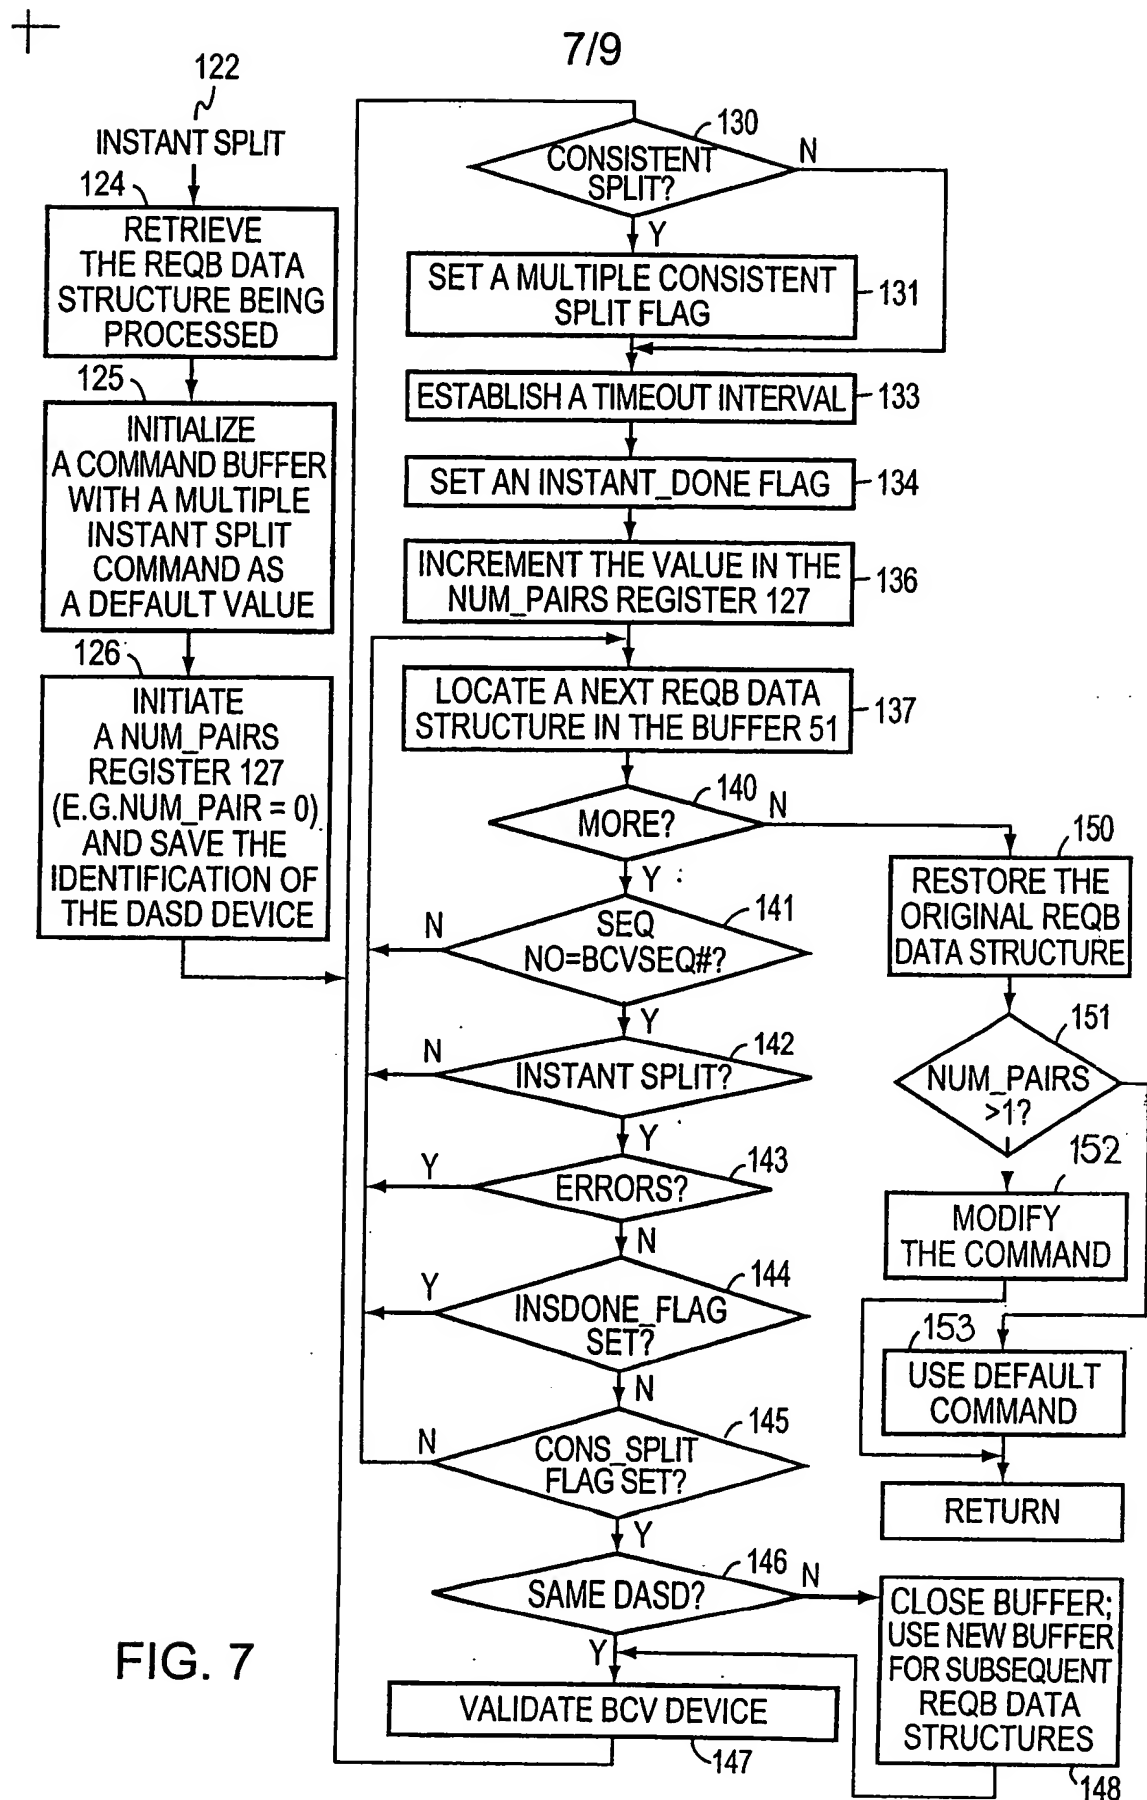 7/9
122
INSTANT SPLIT
124
RETRIEVE
THE REQB DATA
STRUCTURE BEING
PROCESSED
125
INITIALIZE
A COMMAND BUFFER
WITH A MULTIPLE
INSTANT SPLIT
COMMAND AS
A DEFAULT VALUE
126
INITIATE
A NUM_PAIRS
REGISTER 127
(E.G.NUM_PAIR = 0)
AND SAVE THE
IDENTIFICATION OF
THE DASD DEVICE
130
CONSISTENT
SPLIT?
N
Y
SET A MULTIPLE CONSISTENT
SPLIT FLAG
131
ESTABLISH A TIMEOUT INTERVAL
133
SET AN INSTANT_DONE FLAG
134
INCREMENT THE VALUE IN THE
NUM_PAIRS REGISTER 127
136
LOCATE A NEXT REQB DATA
STRUCTURE IN THE BUFFER 51
137
140
MORE?
N
Y
141
SEQ
NO=BCVSEQ#?
N
Y
142
INSTANT SPLIT?
N
Y
143
ERRORS?
Y
N
144
INSDONE_FLAG
SET?
Y
N
145
CONS_SPLIT
FLAG SET?
N
Y
146
SAME DASD?
N
Y
VALIDATE BCV DEVICE
147
CLOSE BUFFER;
USE NEW BUFFER
FOR SUBSEQUENT
REQB DATA
STRUCTURES
148
150
RESTORE THE
ORIGINAL REQB
DATA STRUCTURE
151
NUM_PAIRS
>1?
152
MODIFY
THE COMMAND
153
USE DEFAULT
COMMAND
RETURN
FIG. 7